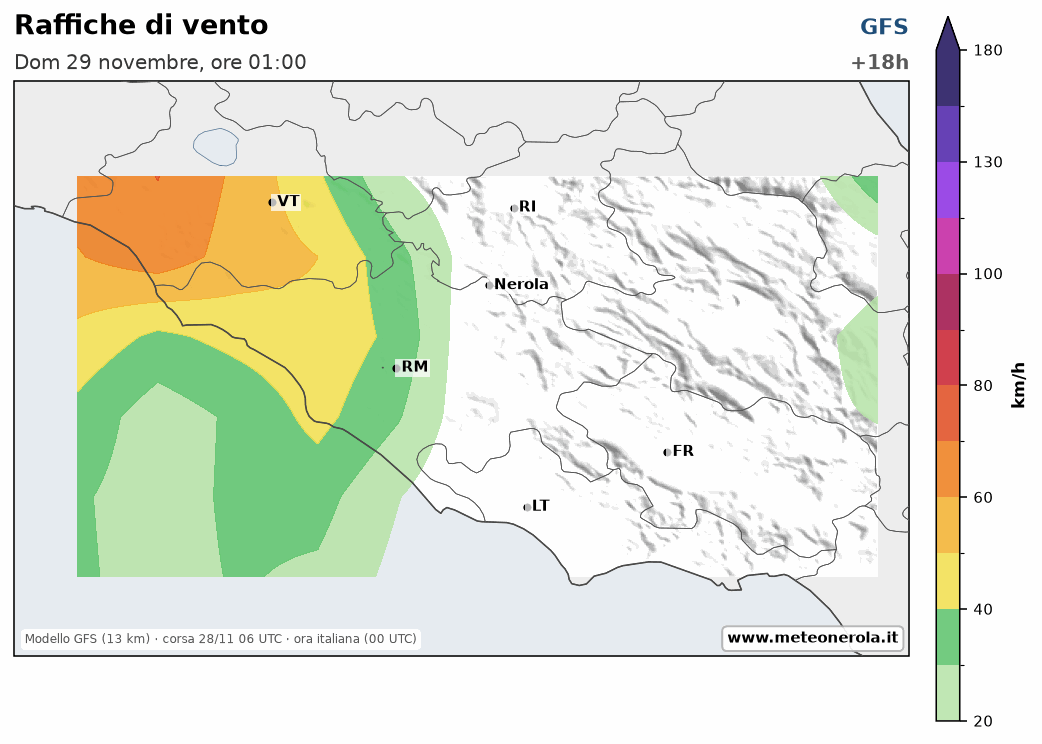 Raffiche di vento
GFS
Dom 29 novembre, ore 01:00
+18h
180
130
100
80
60
40
20
km/h
VT
RI
Nerola
RM
FR
LT
Modello GFS (13 km) · corsa 28/11 06 UTC · ora italiana (00 UTC)
www.meteonerola.it